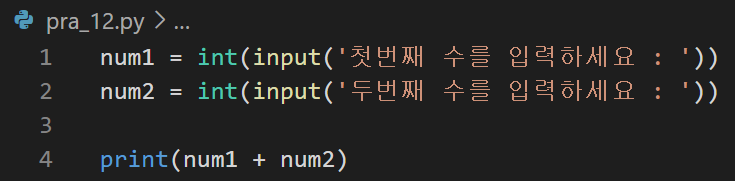 pra_12.py > ...
1 num1 = int(input('첫번째 수를 입력하세요 : '))
2 num2 = int(input('두번째 수를 입력하세요 : '))
3
4 print(num1 + num2)